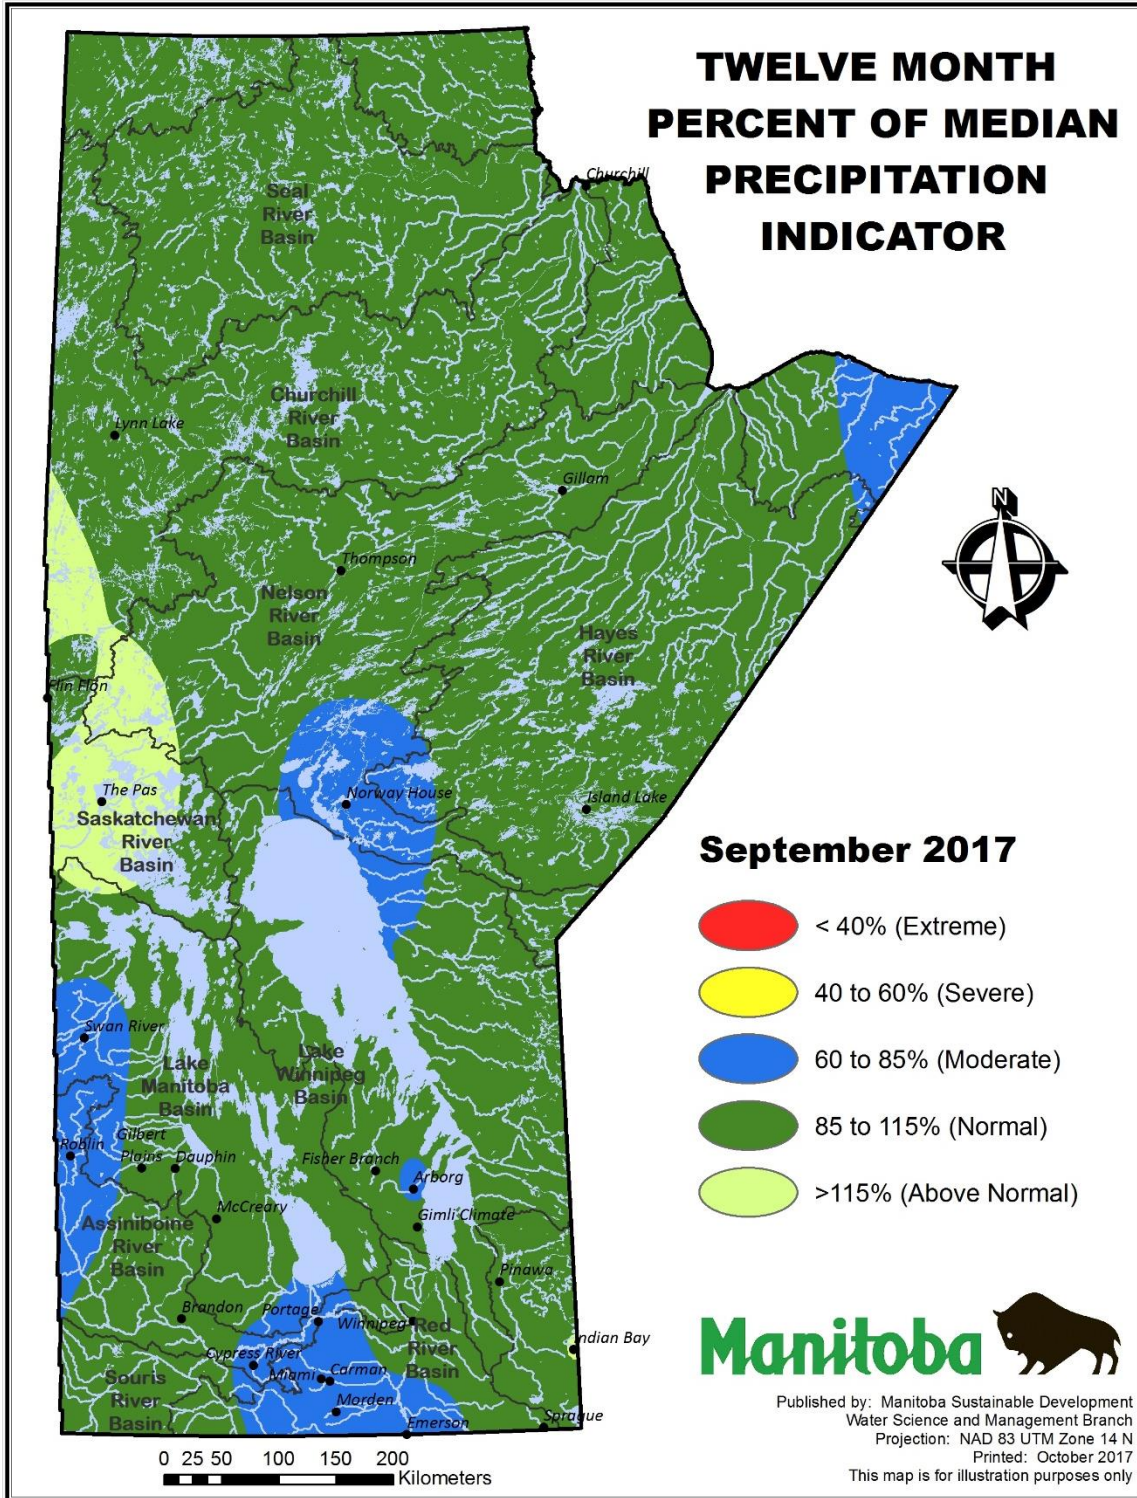 TWELVE MONTH
PERCENT OF MEDIAN
PRECIPITATION
INDICATOR
Churchill
Seal
River
Basin
Churchill
River
Basin
Lynn Lake
Gillam
N
Thompson
Nelson
River
Basin
Hayes
River
Basin
Flin Flon
The Pas
Norway House
Island Lake
Saskatchewan
River
Basin
September 2017
< 40% (Extreme)
40 to 60% (Severe)
60 to 85% (Moderate)
85 to 115% (Normal)
>115% (Above Normal)
Swan River
Lake
Manitoba
Basin
Lake
Winnipeg
Basin
Roblin
Gilbert
Plains
Dauphin
Fisher Branch
Arborg
McCreary
Gimli Climate
Assiniboine
River
Basin
Pinawa
Brandon
Portage
Winnipeg
Red
River
Basin
Indian Bay
Cypress River
Miami
Carman
Souris
River
Basin
Morden
Emerson
Sprague
Manitoba
Published by: Manitoba Sustainable Development
Water Science and Management Branch
Projection: NAD 83 UTM Zone 14 N
Printed: October 2017
This map is for illustration purposes only
0 25 50 100 150 200
Kilometers